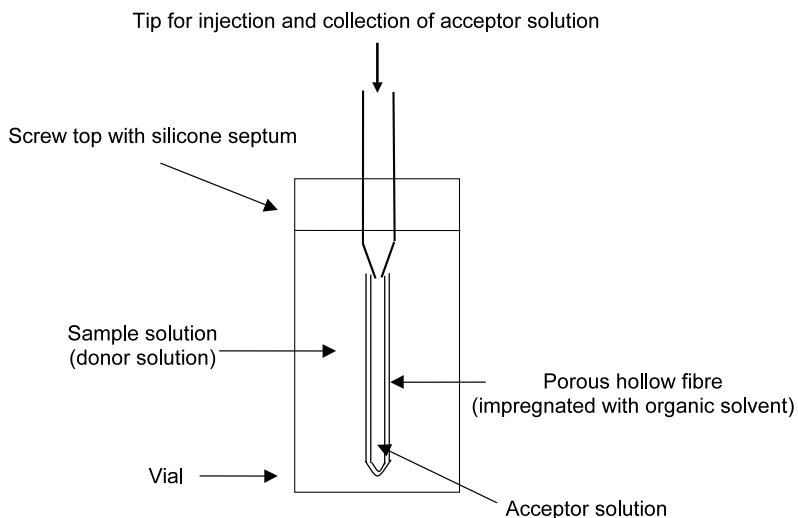 Tip for injection and collection of acceptor solution
Screw top with silicone septum
Sample solution
(donor solution)
Porous hollow fibre
(impregnated with organic solvent)
Vial
Acceptor solution